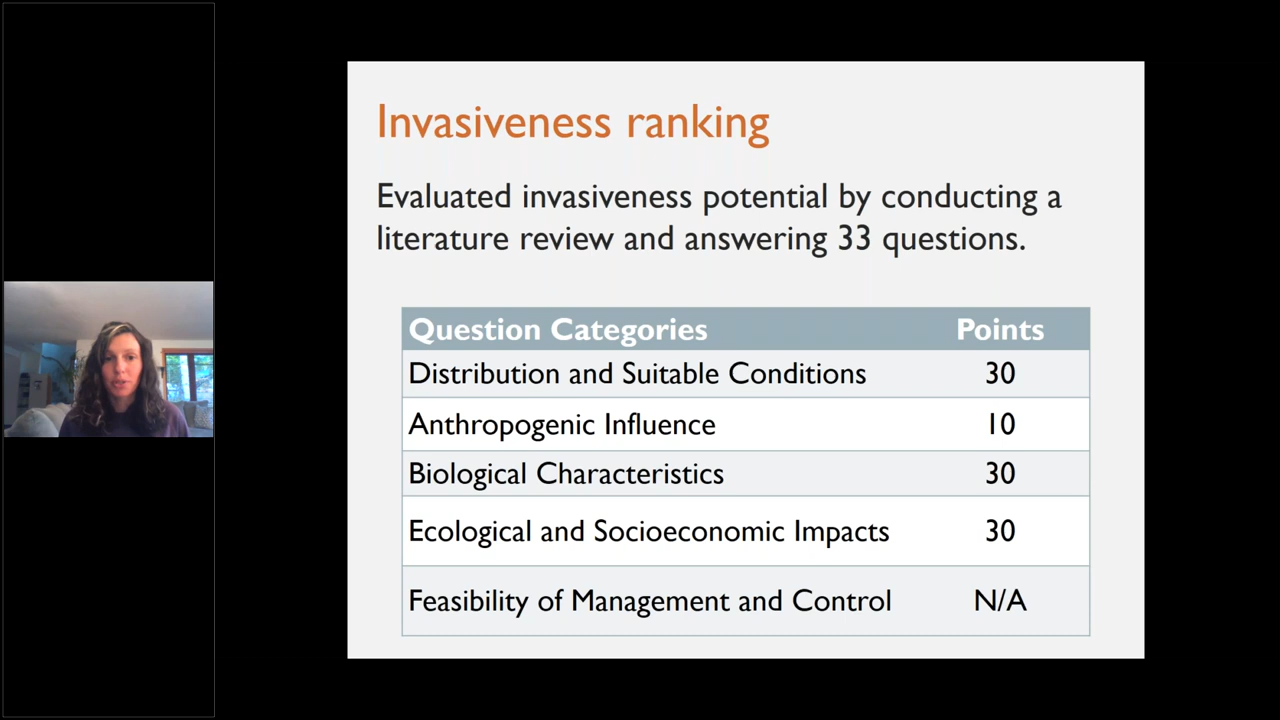 Invasiveness ranking
Evaluated invasiveness potential by conducting a
literature review and answering 33 questions.
Question Categories Points
Distribution and Suitable Conditions 30
Anthropogenic Influence 10
Biological Characteristics 30
Ecological and Socioeconomic Impacts 30
Feasibility of Management and Control N/A